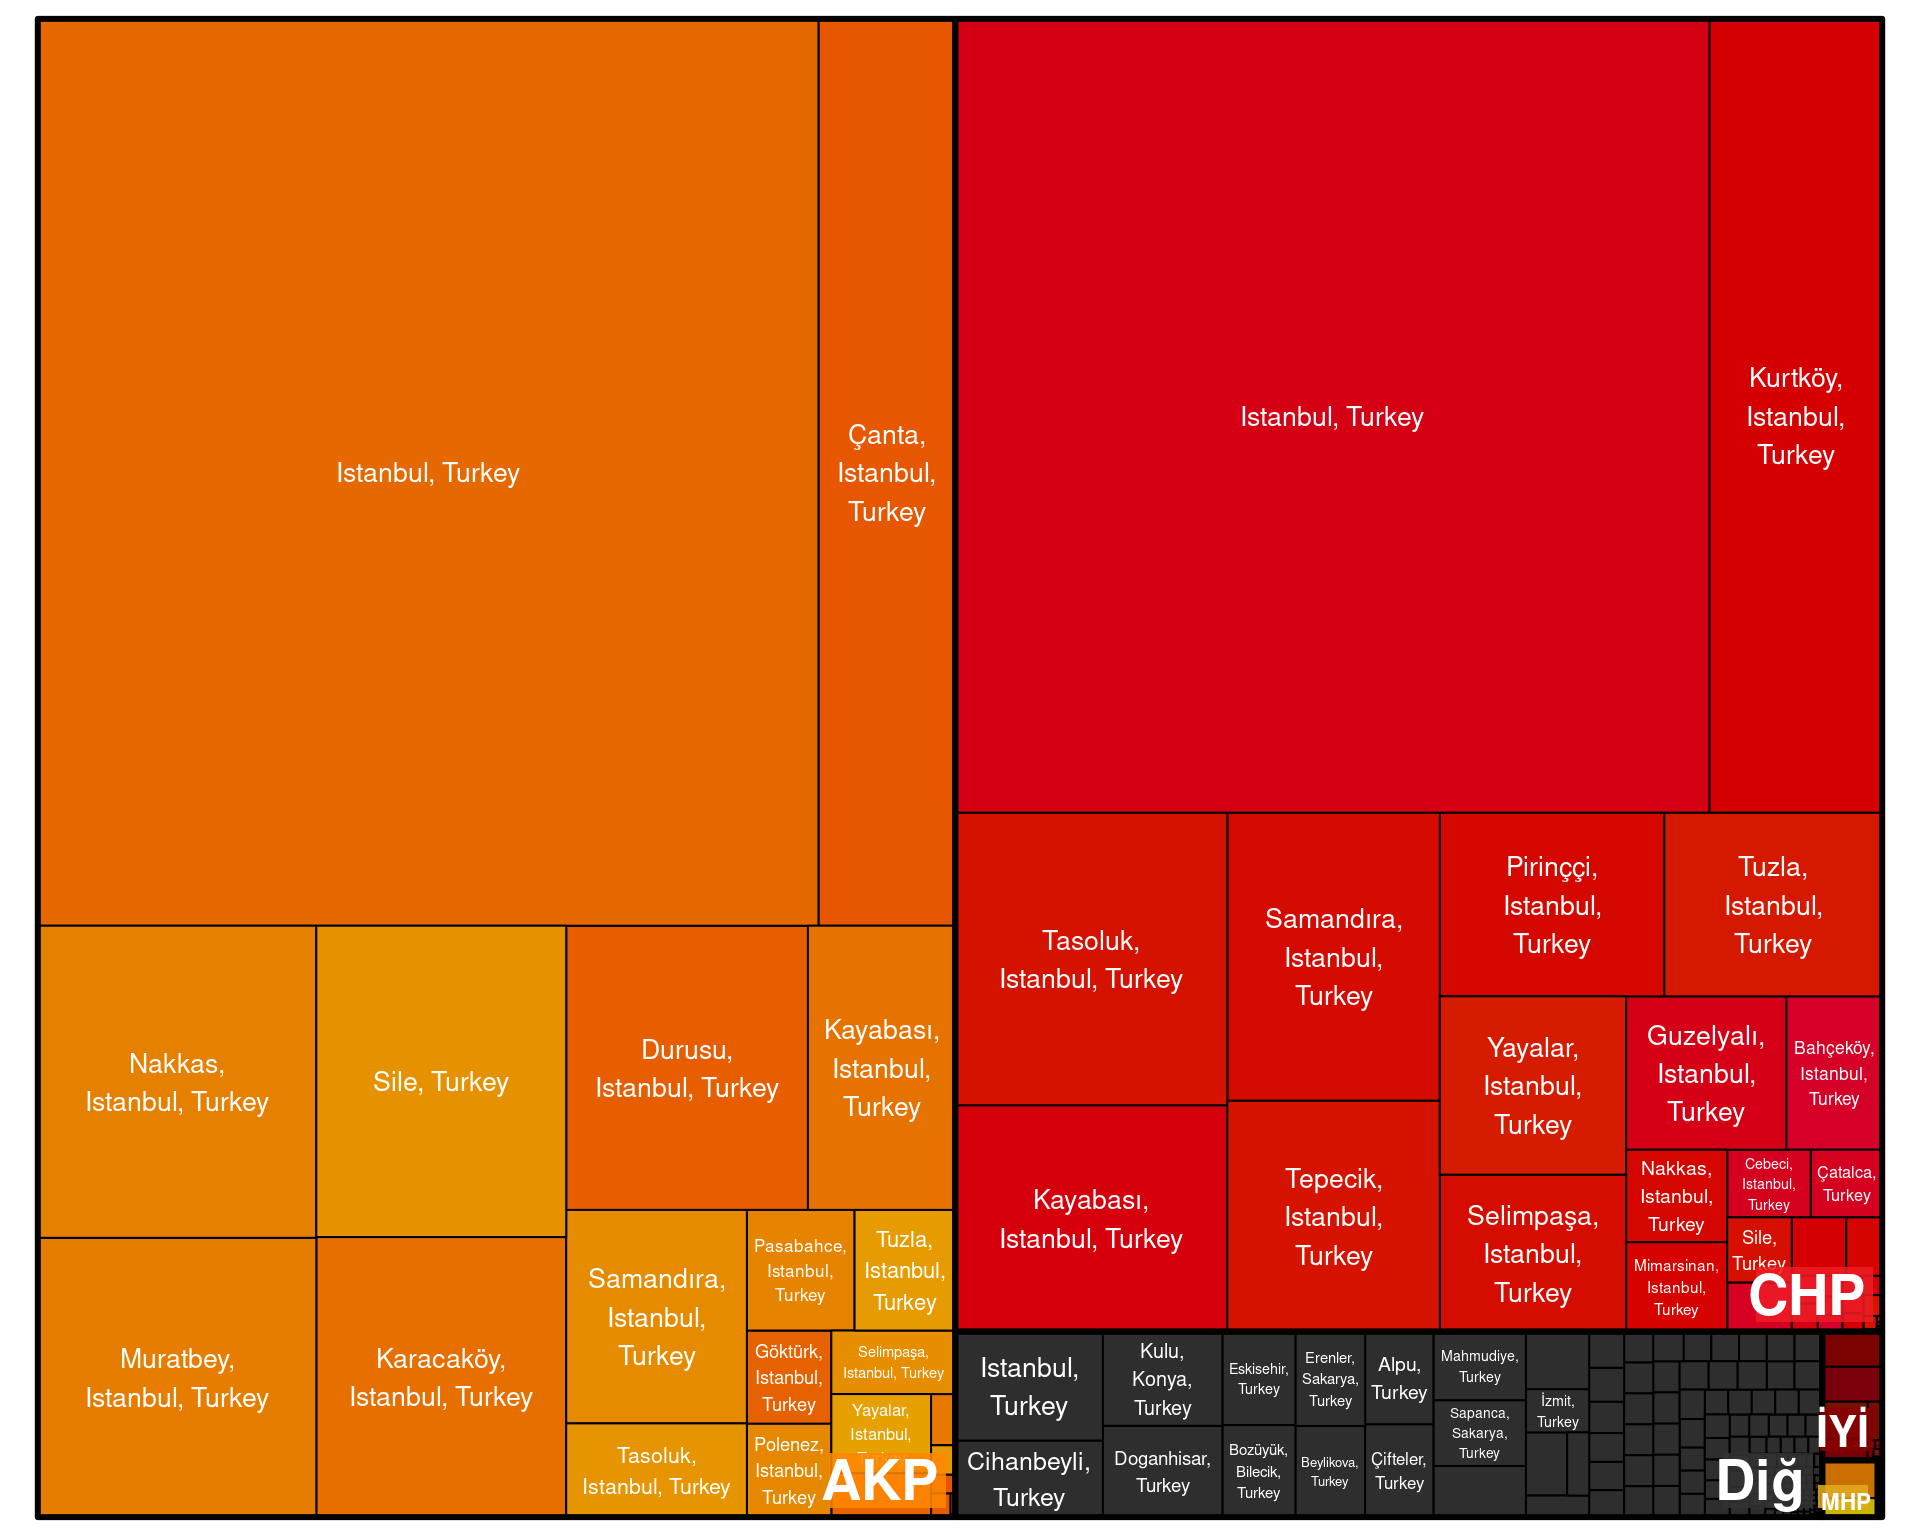 Istanbul, Turkey
Çanta,
Istanbul,
Turkey
Nakkas,
Istanbul, Turkey
Sile, Turkey
Durusu,
Istanbul, Turkey
Kayabası,
Istanbul,
Turkey
Muratbey,
Istanbul, Turkey
Karacaköy,
Istanbul, Turkey
Samandıra,
Istanbul,
Turkey
Pasabahce,
Istanbul,
Turkey
Tuzla,
Istanbul,
Turkey
Göktürk,
Istanbul,
Turkey
Selimpaşa,
Istanbul, Turkey
Tasoluk,
Istanbul, Turkey
Polenez,
Istanbul,
Turkey
Yayalar,
Istanbul,
AKP
Istanbul, Turkey
Kurtköy,
Istanbul,
Turkey
Tasoluk,
Istanbul, Turkey
Samandıra,
Istanbul,
Turkey
Pirinççi,
Istanbul,
Turkey
Tuzla,
Istanbul,
Turkey
Kayabası,
Istanbul, Turkey
Tepecik,
Istanbul,
Turkey
Yayalar,
Istanbul,
Turkey
Guzelyalı,
Istanbul,
Turkey
Bahçeköy,
Istanbul,
Turkey
Selimpaşa,
Istanbul,
Turkey
Nakkas,
Istanbul,
Turkey
Cebeci,
Istanbul,
Turkey
Çatalca,
Turkey
Mimarsinan,
Istanbul,
Turkey
Sile,
Turkey
CHP
Istanbul,
Turkey
Cihanbeyli,
Turkey
Kulu,
Konya,
Turkey
Doganhisar,
Turkey
Eskisehir,
Turkey
Bozüyük,
Bilecik,
Turkey
Erenler,
Sakarya,
Turkey
Beylikova,
Turkey
Alpu,
Turkey
Çifteler,
Turkey
Mahmudiye,
Turkey
Sapanca,
Sakarya,
Turkey
İzmit,
Turkey
Diğ
İYİ
MHP